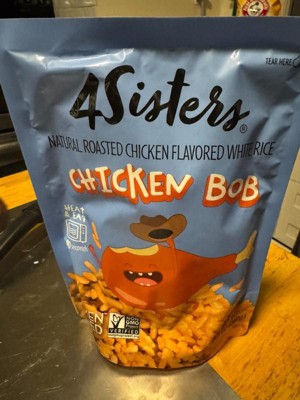 TEAR HERE
4Sisters®
NATURAL ROASTED CHICKEN FLAVORED WHITE RICE
CHICKEN BOB
HEAT
& EAT
NON
GMO
VERIFIED